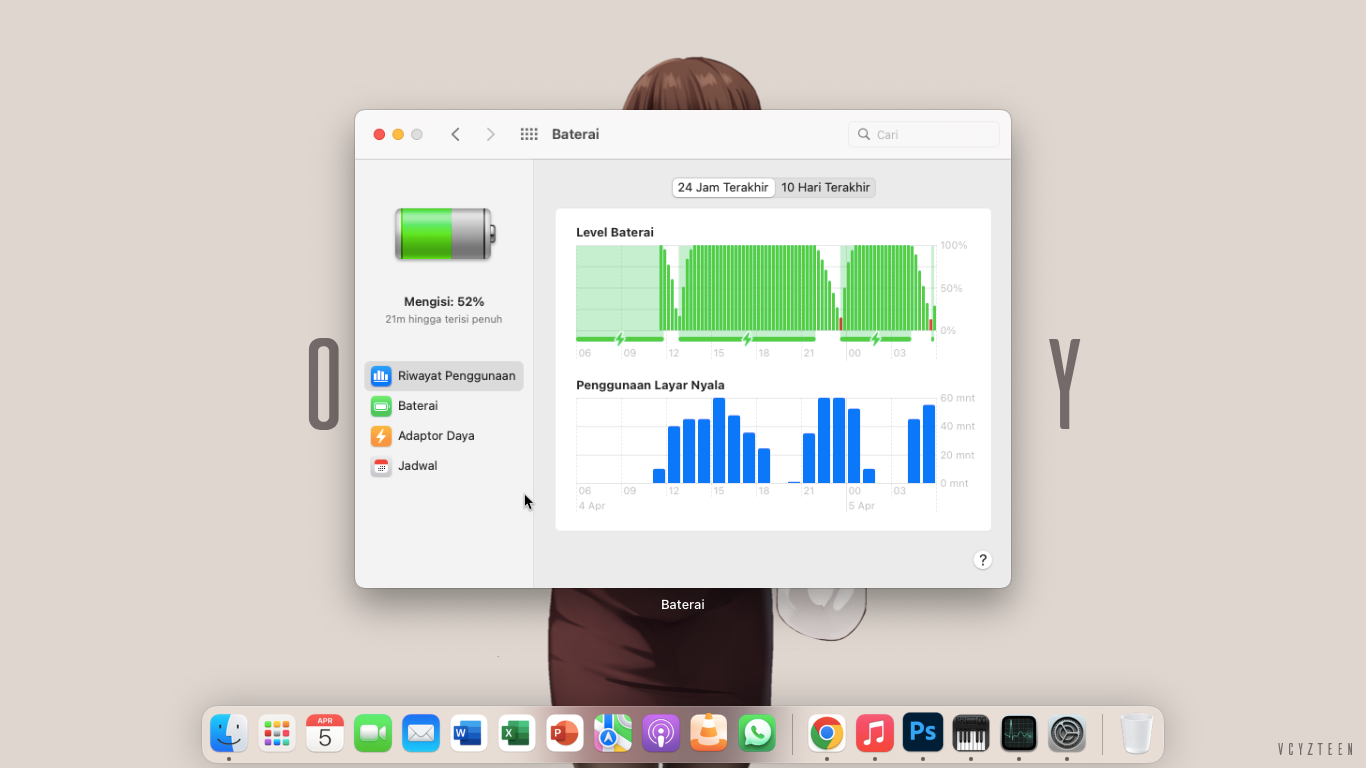 Baterai
Cari
24 Jam Terakhir
10 Hari Terakhir
Mengisi: 52%
21m hingga terisi penuh
Riwayat Penggunaan
Baterai
Adaptor Daya
Jadwal
Level Baterai
100%
50%
0%
06 09 12 15 18 21 00 03
Penggunaan Layar Nyala
60 mnt
40 mnt
20 mnt
0 mnt
06 09 12 15 18 21 00 03
4 Apr 5 Apr
?
Baterai
O Y
APR
5
W
X
P
Ps
VCYZTEEN